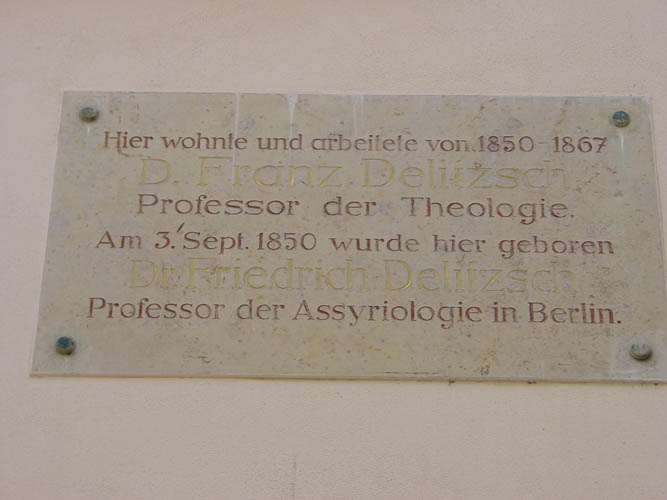 Hier wohnte und arbeitete von 1850-1867
D. Franz Delitzsch
Professor der Theologie.
Am 3. Sept. 1850 wurde hier geboren
Dr. Friedrich Delitzsch
Professor der Assyriologie in Berlin.